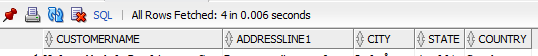 SQL | All Rows Fetched: 4 in 0.006 seconds
CUSTOMERNAME ADDRESSLINE1 CITY STATE COUNTRY